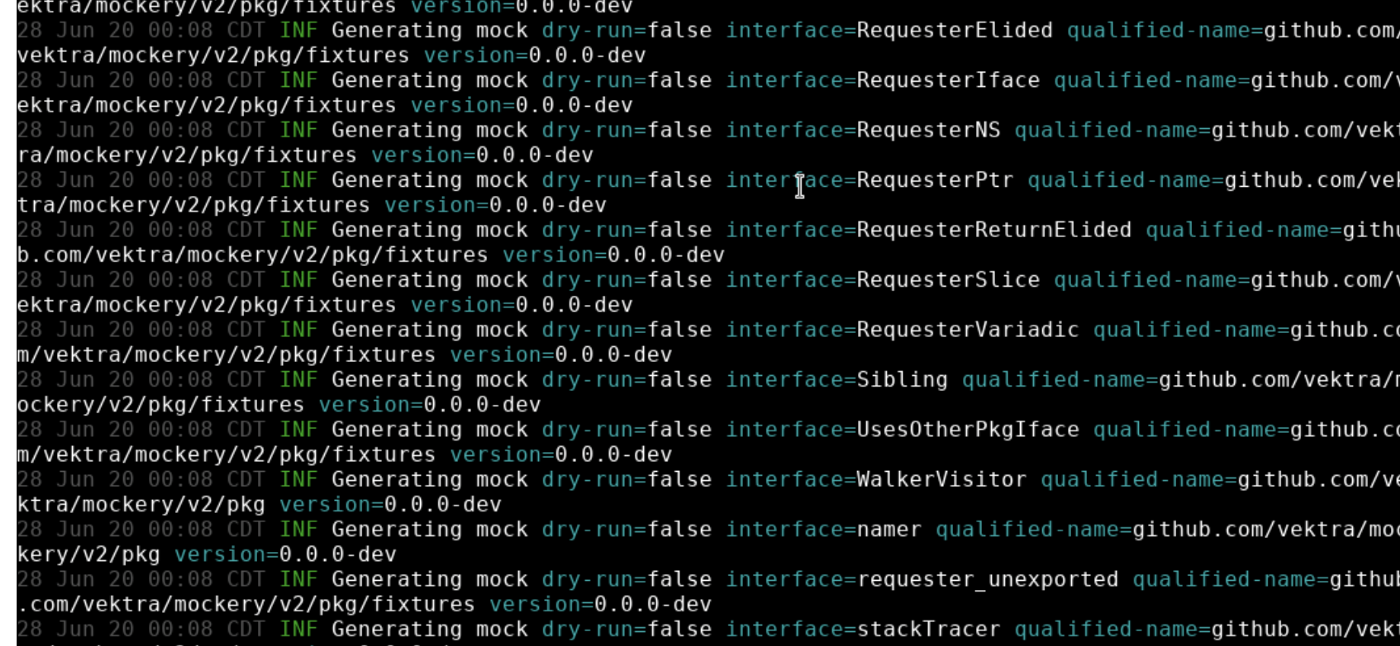 ektra/mockery/v2/pkg/fixtures version=0.0.0-dev
28 Jun 20 00:08 CDT INF Generating mock dry-run=false interface=RequesterElided qualified-name=github.com/
vektra/mockery/v2/pkg/fixtures version=0.0.0-dev
28 Jun 20 00:08 CDT INF Generating mock dry-run=false interface=RequesterIface qualified-name=github.com/v
ektra/mockery/v2/pkg/fixtures version=0.0.0-dev
28 Jun 20 00:08 CDT INF Generating mock dry-run=false interface=RequesterNS qualified-name=github.com/vekt
ra/mockery/v2/pkg/fixtures version=0.0.0-dev
28 Jun 20 00:08 CDT INF Generating mock dry-run=false interface=RequesterPtr qualified-name=github.com/vek
tra/mockery/v2/pkg/fixtures version=0.0.0-dev
28 Jun 20 00:08 CDT INF Generating mock dry-run=false interface=RequesterReturnElided qualified-name=githu
b.com/vektra/mockery/v2/pkg/fixtures version=0.0.0-dev
28 Jun 20 00:08 CDT INF Generating mock dry-run=false interface=RequesterSlice qualified-name=github.com/v
ektra/mockery/v2/pkg/fixtures version=0.0.0-dev
28 Jun 20 00:08 CDT INF Generating mock dry-run=false interface=RequesterVariadic qualified-name=github.co
m/vektra/mockery/v2/pkg/fixtures version=0.0.0-dev
28 Jun 20 00:08 CDT INF Generating mock dry-run=false interface=Sibling qualified-name=github.com/vektra/m
ockery/v2/pkg/fixtures version=0.0.0-dev
28 Jun 20 00:08 CDT INF Generating mock dry-run=false interface=UsesOtherPkgIface qualified-name=github.co
m/vektra/mockery/v2/pkg/fixtures version=0.0.0-dev
28 Jun 20 00:08 CDT INF Generating mock dry-run=false interface=WalkerVisitor qualified-name=github.com/ve
ktra/mockery/v2/pkg version=0.0.0-dev
28 Jun 20 00:08 CDT INF Generating mock dry-run=false interface=namer qualified-name=github.com/vektra/moc
kery/v2/pkg version=0.0.0-dev
28 Jun 20 00:08 CDT INF Generating mock dry-run=false interface=requester_unexported qualified-name=github
.com/vektra/mockery/v2/pkg/fixtures version=0.0.0-dev
28 Jun 20 00:08 CDT INF Generating mock dry-run=false interface=stackTracer qualified-name=github.com/vekt